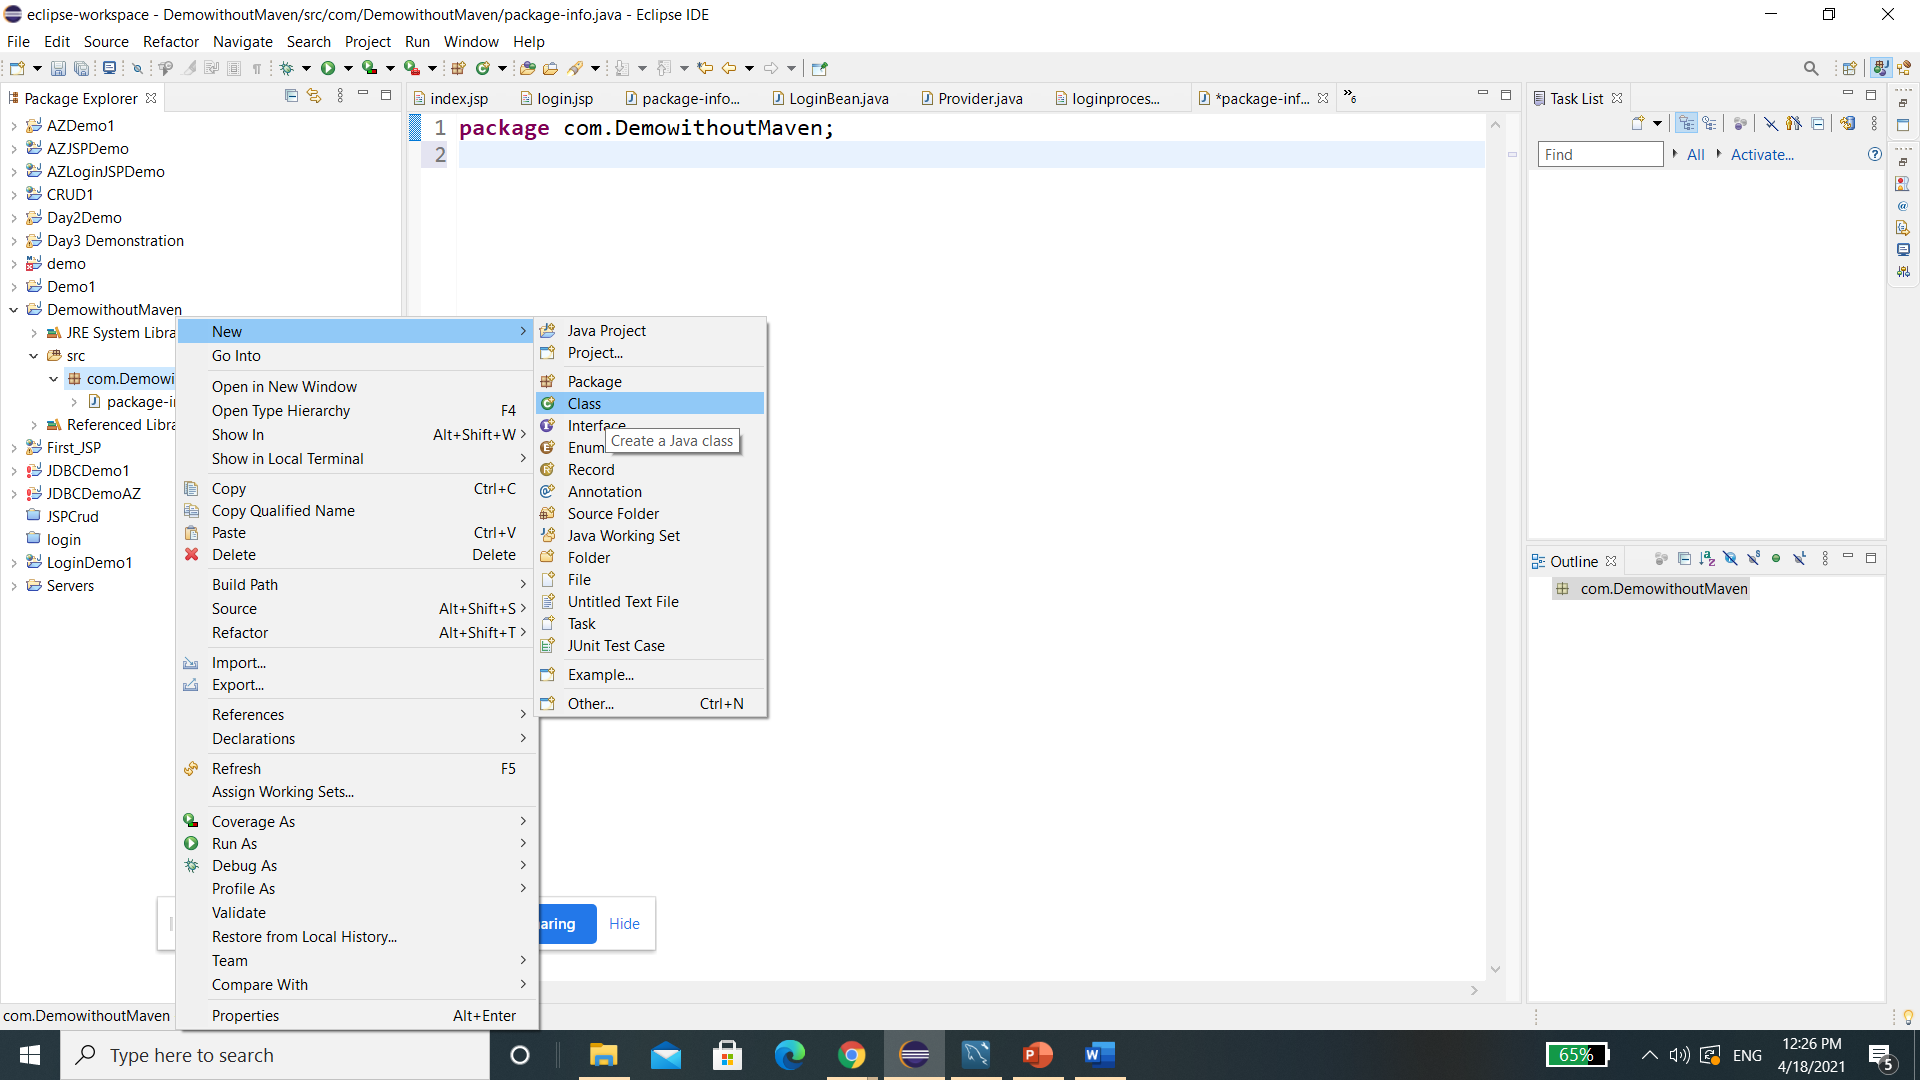 eclipse-workspace - DemowithoutMaven/src/com/DemowithoutMaven/package-info.java - Eclipse IDE
File Edit Source Refactor Navigate Search Project Run Window Help
Package Explorer
index.jsp login.jsp package-info... LoginBean.java Provider.java loginproces... *package-inf... 6
Task List
AZDemo1
AZJSPDemo
AZLoginJSPDemo
CRUD1
Day2Demo
Day3 Demonstration
demo
Demo1
DemowithoutMaven
JRE System Libra
src
com.Demowi
package-i
Referenced Libra
First_JSP
JDBCDemo1
JDBCDemoAZ
JSPCrud
login
LoginDemo1
Servers
1 package com.DemowithoutMaven;
2
Find All Activate...
New
Go Into
Open in New Window
Open Type Hierarchy F4
Show In Alt+Shift+W
Show in Local Terminal
Copy Ctrl+C
Copy Qualified Name
Paste Ctrl+V
Delete Delete
Build Path
Source Alt+Shift+S
Refactor Alt+Shift+T
Import...
Export...
References
Declarations
Refresh F5
Assign Working Sets...
Coverage As
Run As
Debug As
Profile As
Validate
Restore from Local History...
Team
Compare With
Properties Alt+Enter
Java Project
Project...
Package
Class
Interface
Create a Java class
Enum
Record
Annotation
Source Folder
Java Working Set
Folder
File
Untitled Text File
Task
JUnit Test Case
Example...
Other... Ctrl+N
Outline
com.DemowithoutMaven
aring Hide
com.DemowithoutMaven
Type here to search
65%
ENG
12:26 PM
4/18/2021
5